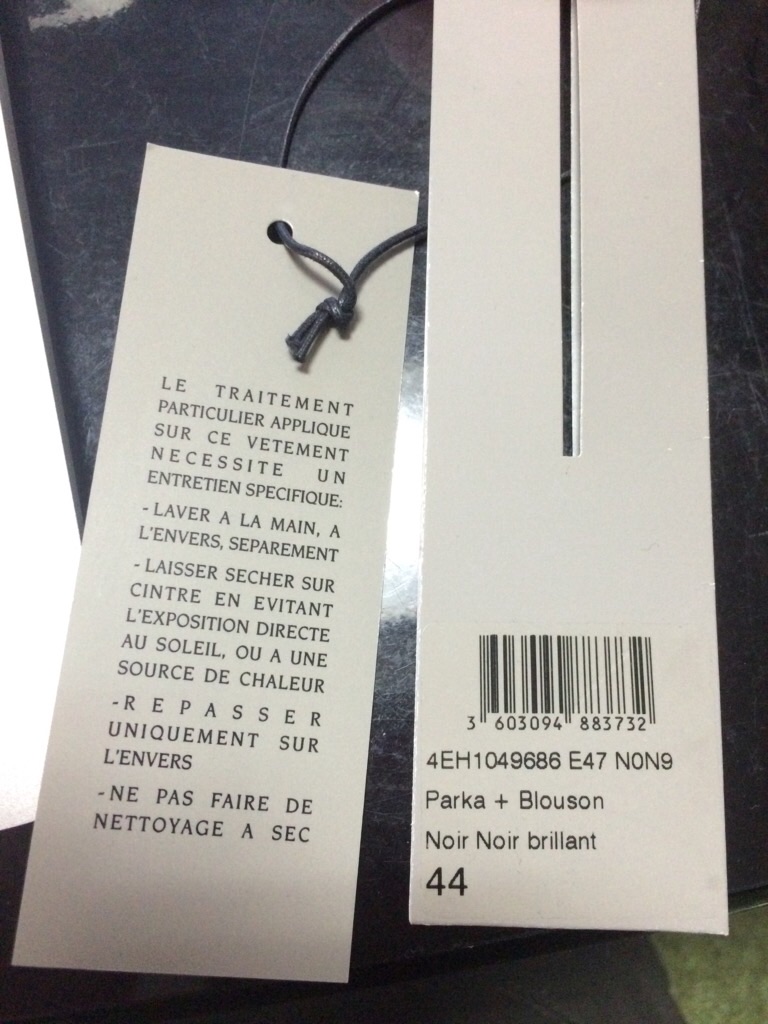 LE TRAITEMENT
PARTICULIER APPLIQUE
SUR CE VETEMENT
NECESSITE UN
ENTRETIEN SPECIFIQUE:
-LAVER A LA MAIN, A
L'ENVERS, SEPAREMENT
-LAISSER SECHER SUR
CINTRE EN EVITANT
L'EXPOSITION DIRECTE
AU SOLEIL, OU A UNE
SOURCE DE CHALEUR
-REPASSER
UNIQUEMENT SUR
L'ENVERS
-NE PAS FAIRE DE
NETTOYAGE A SEC
3 603094 883732
4EH1049686 E47 N0N9
Parka + Blouson
Noir Noir brillant
44